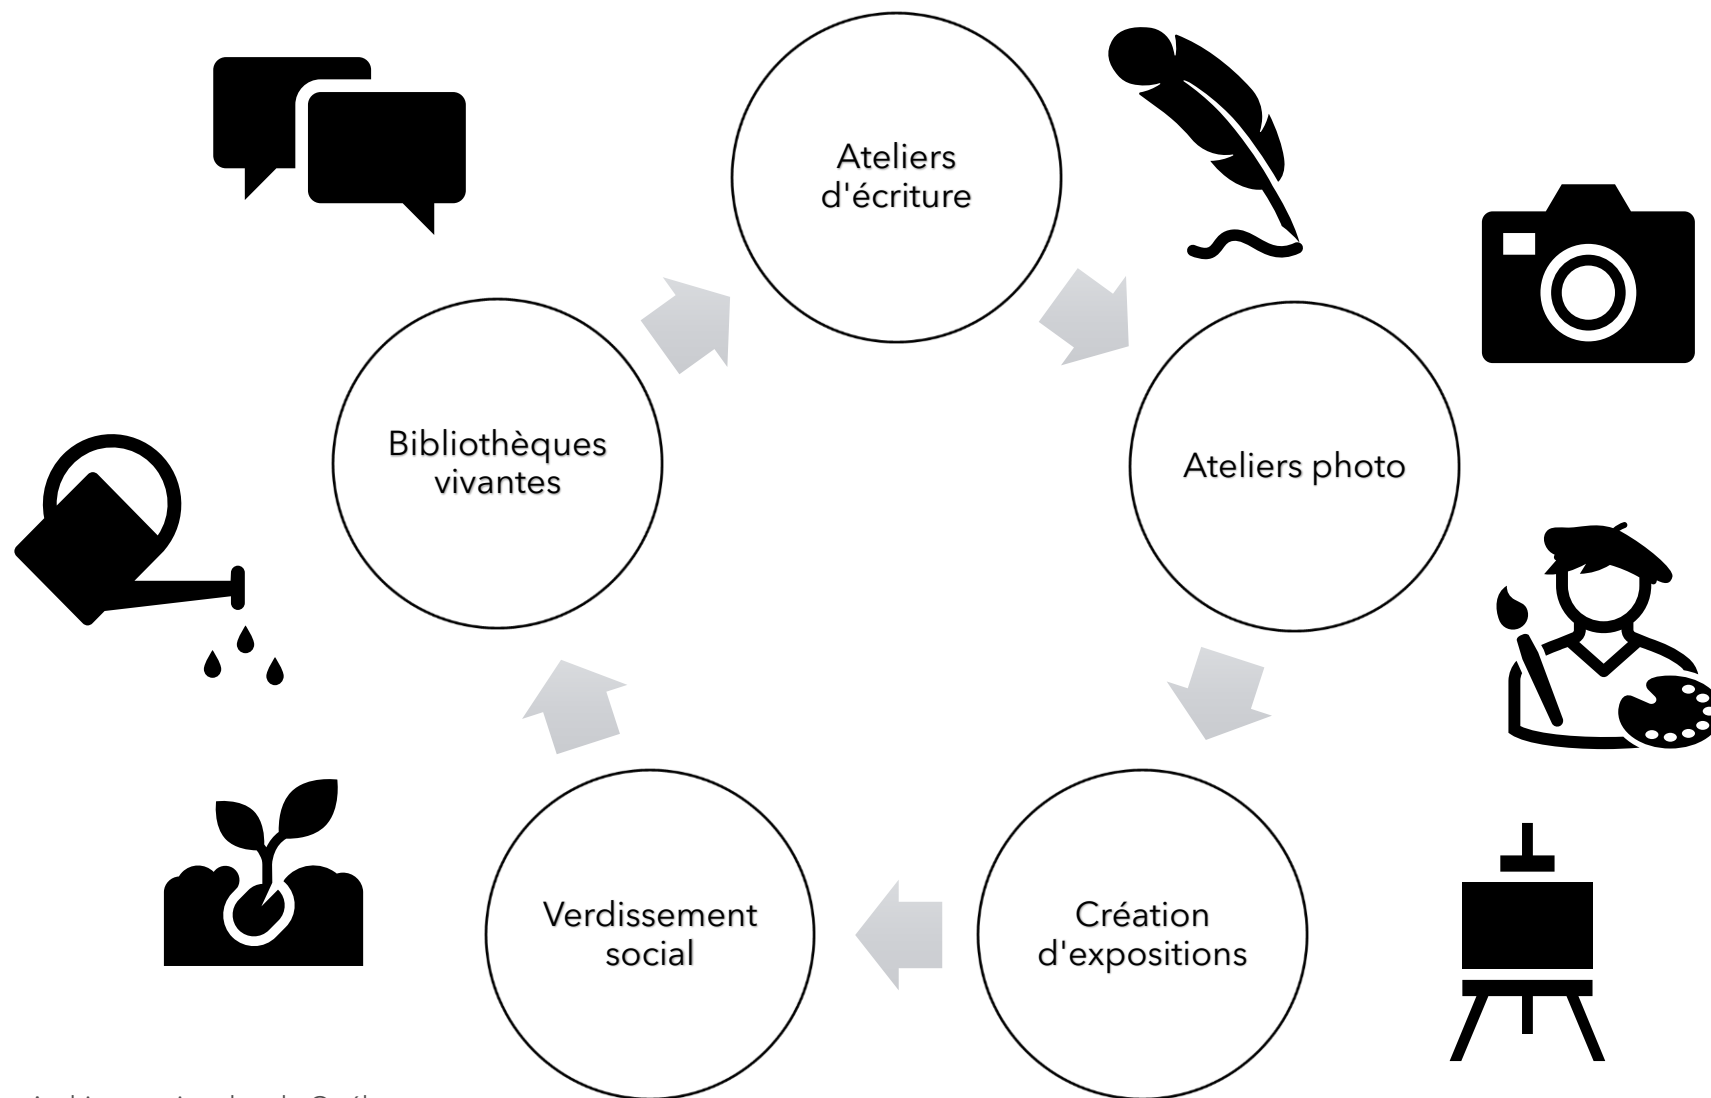 Ateliers
d'écriture
Ateliers photo
Création
d'expositions
Verdissement
social
Bibliothèques
vivantes